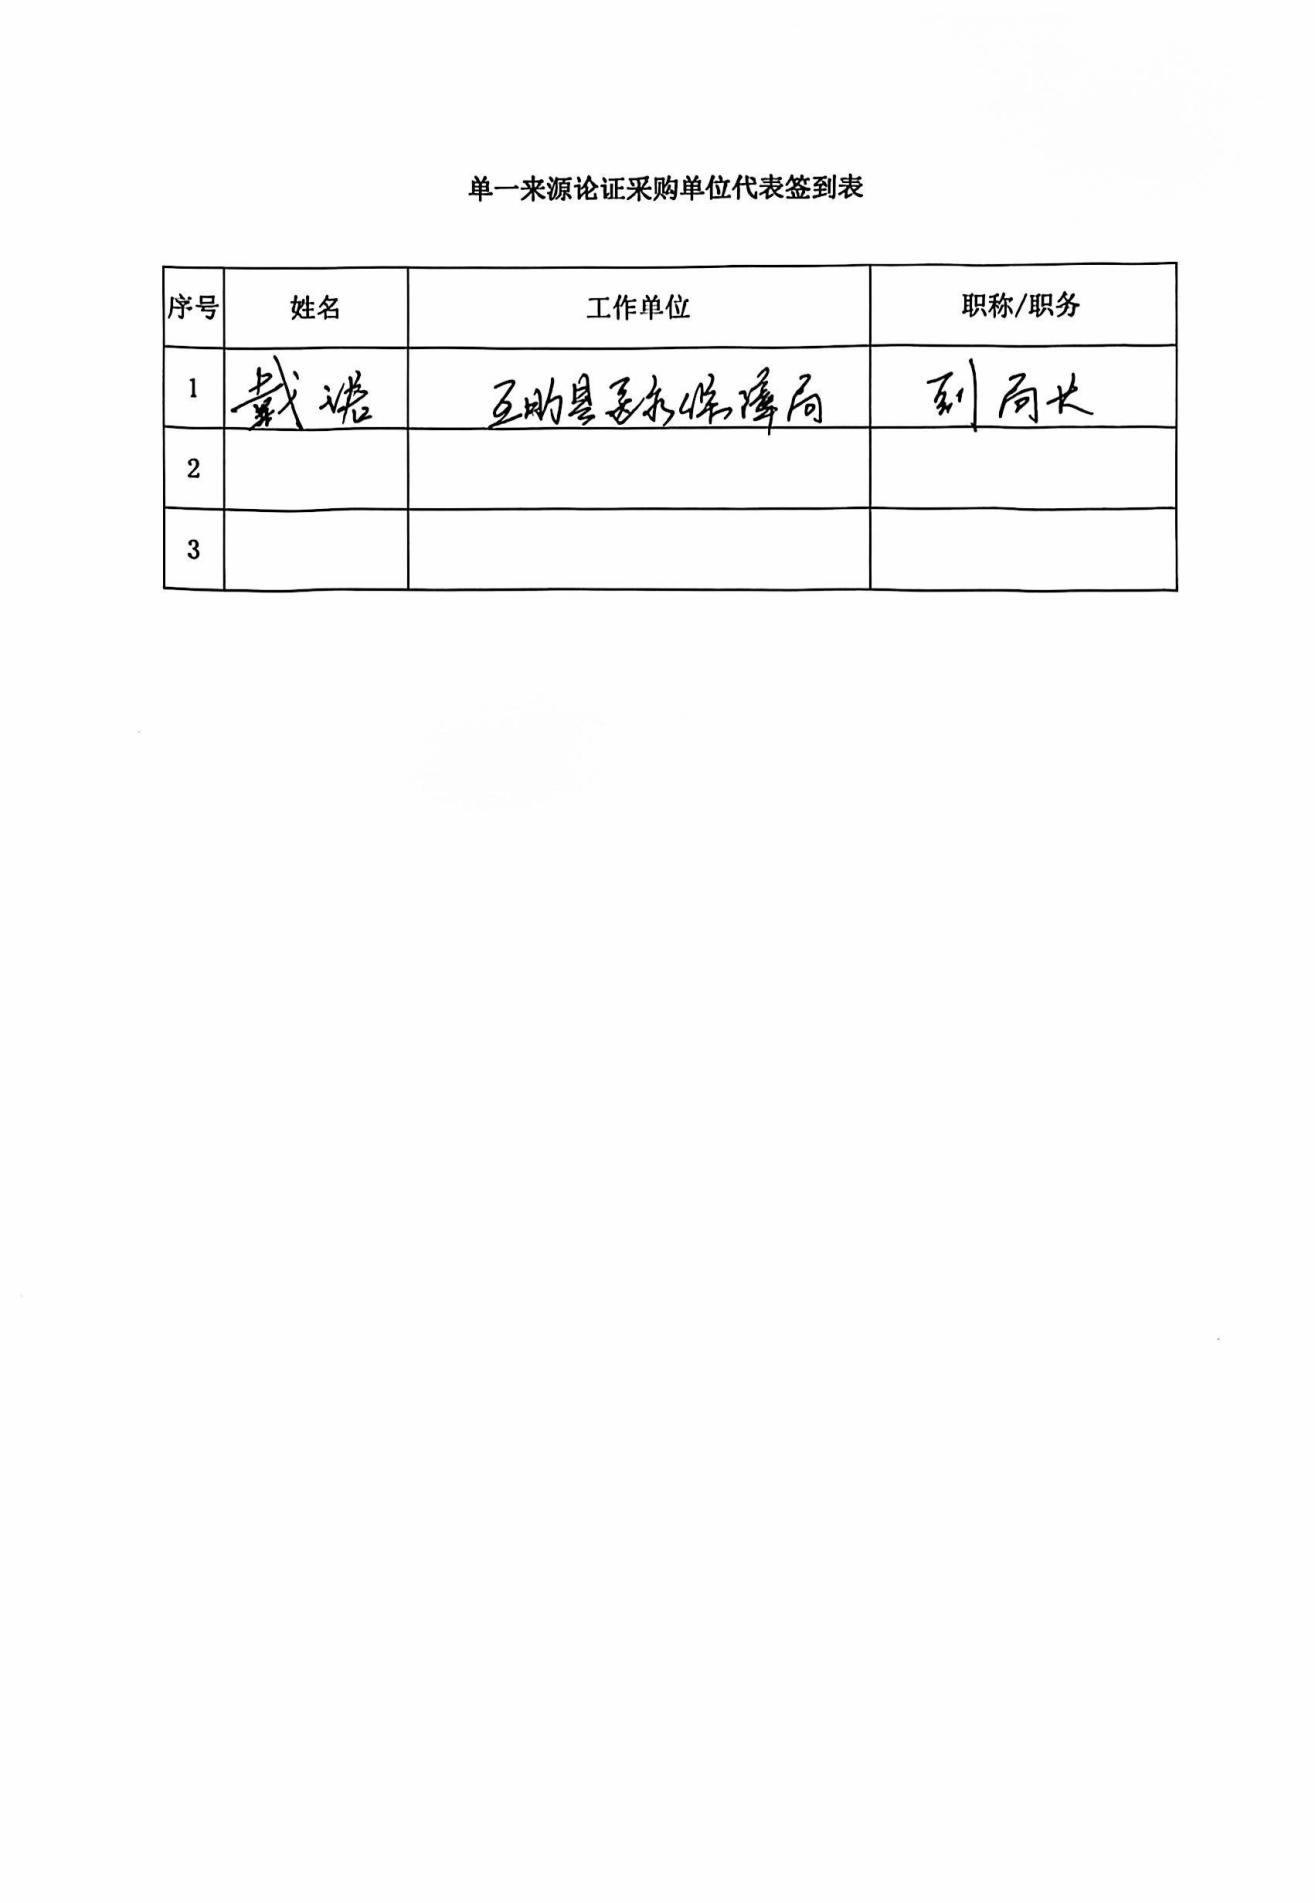 单一来源论证采购单位代表签到表
序号 姓名 工作单位 职称/职务
1 戴 互助县医疗保障局 副局长
2
3